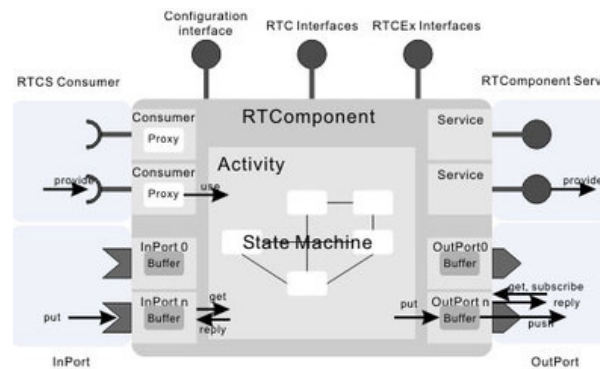 Configuration
interface
RTC Interfaces
RTCEx Interfaces
RTCS Consumer
RTComponent Serv
Consumer
Proxy
RTComponent
Service
Activity
Consumer
Proxy
provide
use
Service
provide
InPort 0
Buffer
State Machine
OutPort0
Buffer
InPort n
Buffer
put
get
reply
put
OutPort n
Buffer
get, subscribe
reply
push
InPort
OutPort